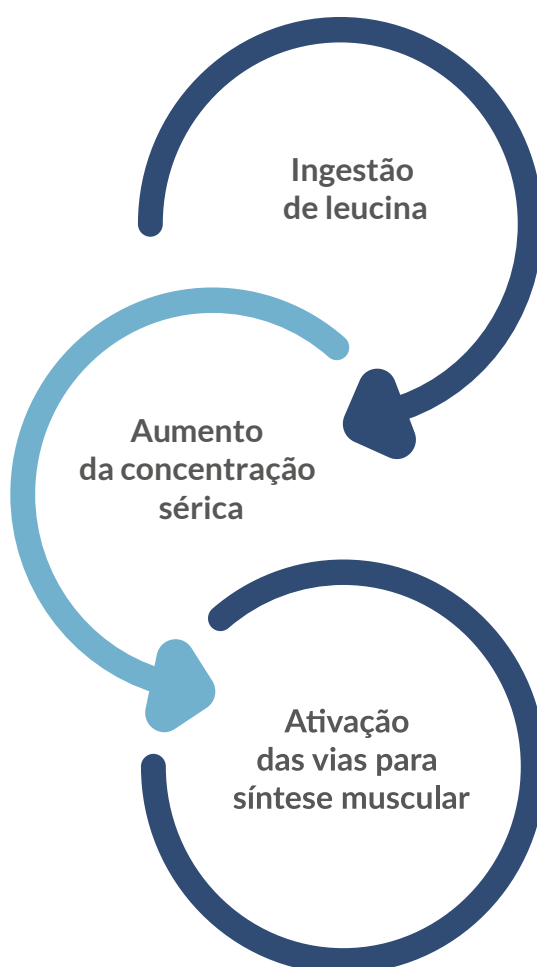 Ingestão
de leucina
Aumento
da concentração
sérica
Ativação
das vias para
síntese muscular